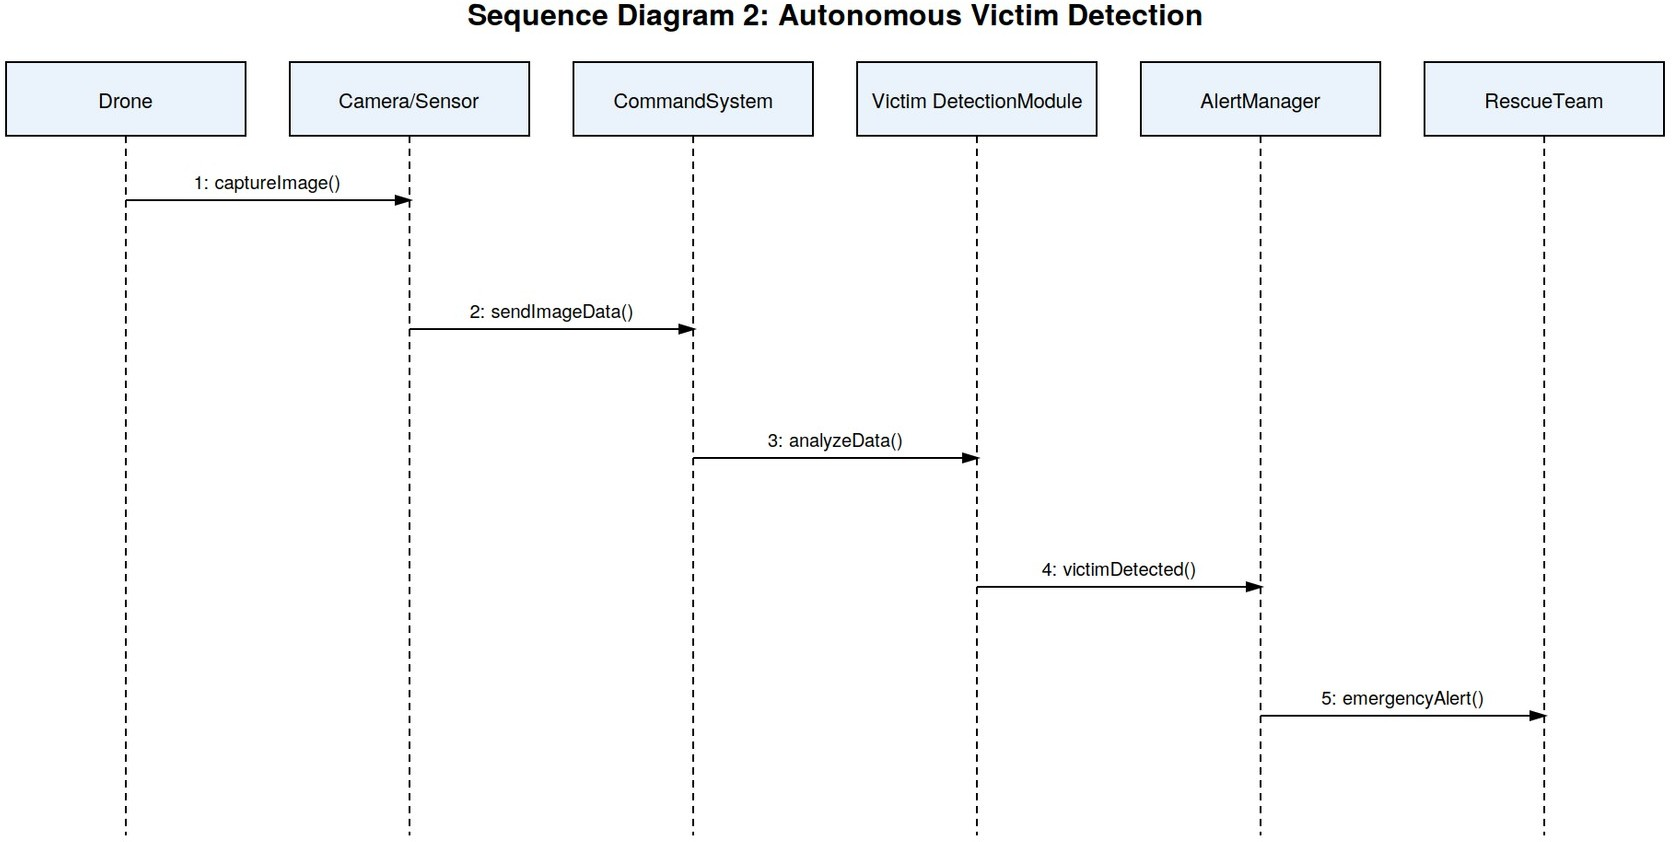 Sequence Diagram 2: Autonomous Victim Detection
Drone
Camera/Sensor
CommandSystem
Victim DetectionModule
AlertManager
RescueTeam
1: captureImage()
2: sendImageData()
3: analyzeData()
4: victimDetected()
5: emergencyAlert()